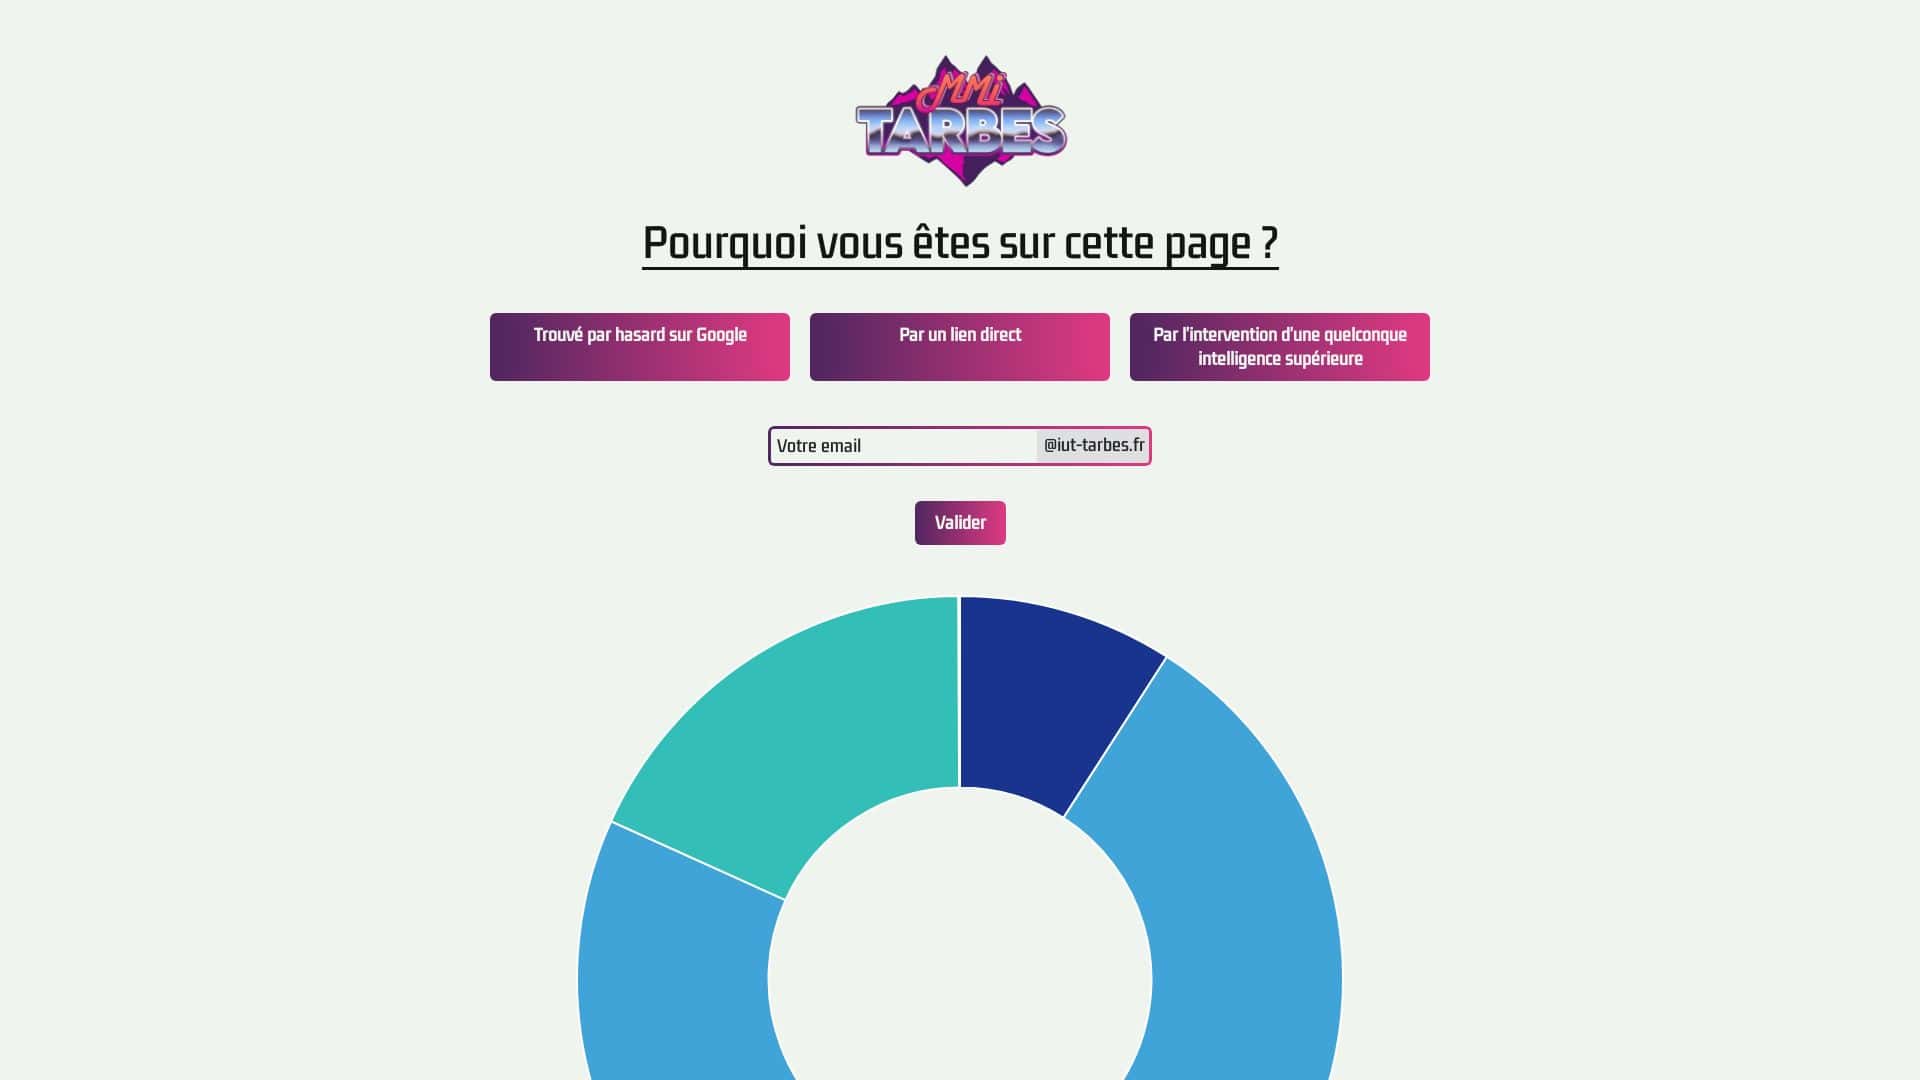 MMi
TARBES
Pourquoi vous êtes sur cette page ?
Trouvé par hasard sur Google
Par un lien direct
Par l'intervention d'une quelconque
intelligence supérieure
Votre email
@iut-tarbes.fr
Valider